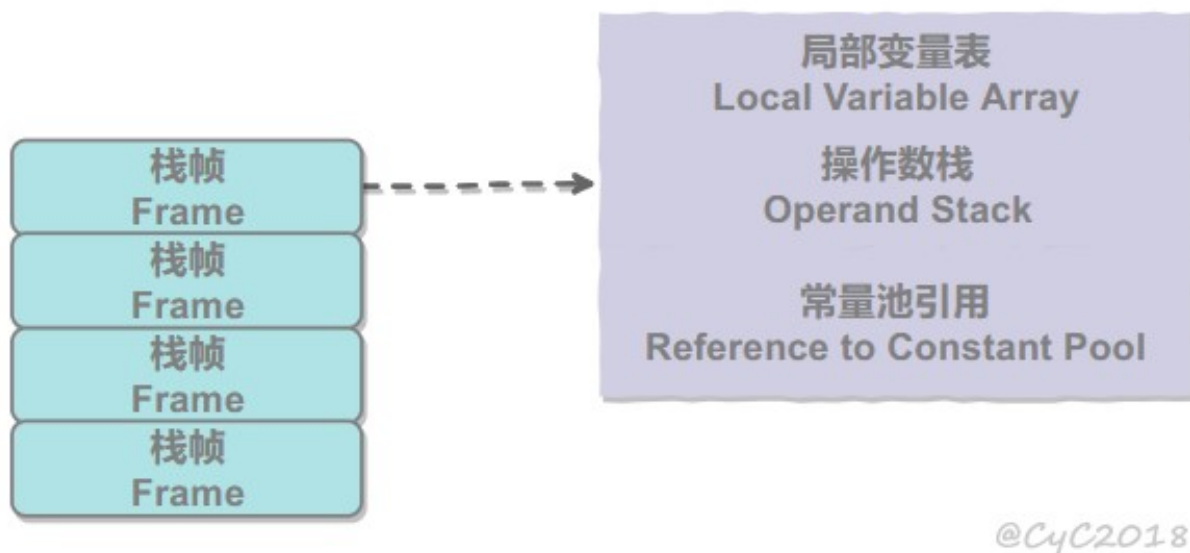 局部变量表
Local Variable Array
操作数栈
Operand Stack
常量池引用
Reference to Constant Pool
栈帧
Frame
栈帧
Frame
栈帧
Frame
栈帧
Frame
@CyC2018